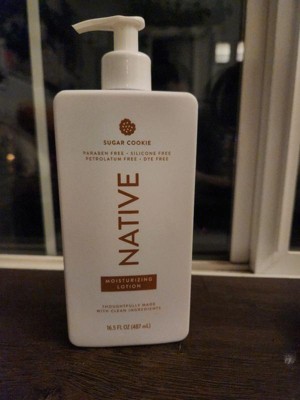 SUGAR COOKIE
PARABEN FREE • SILICONE FREE
PETROLATUM FREE • DYE FREE
NATIVE
MOISTURIZING
LOTION
THOUGHTFULLY MADE
WITH CLEAN INGREDIENTS
16.5 FL OZ (487 mL)